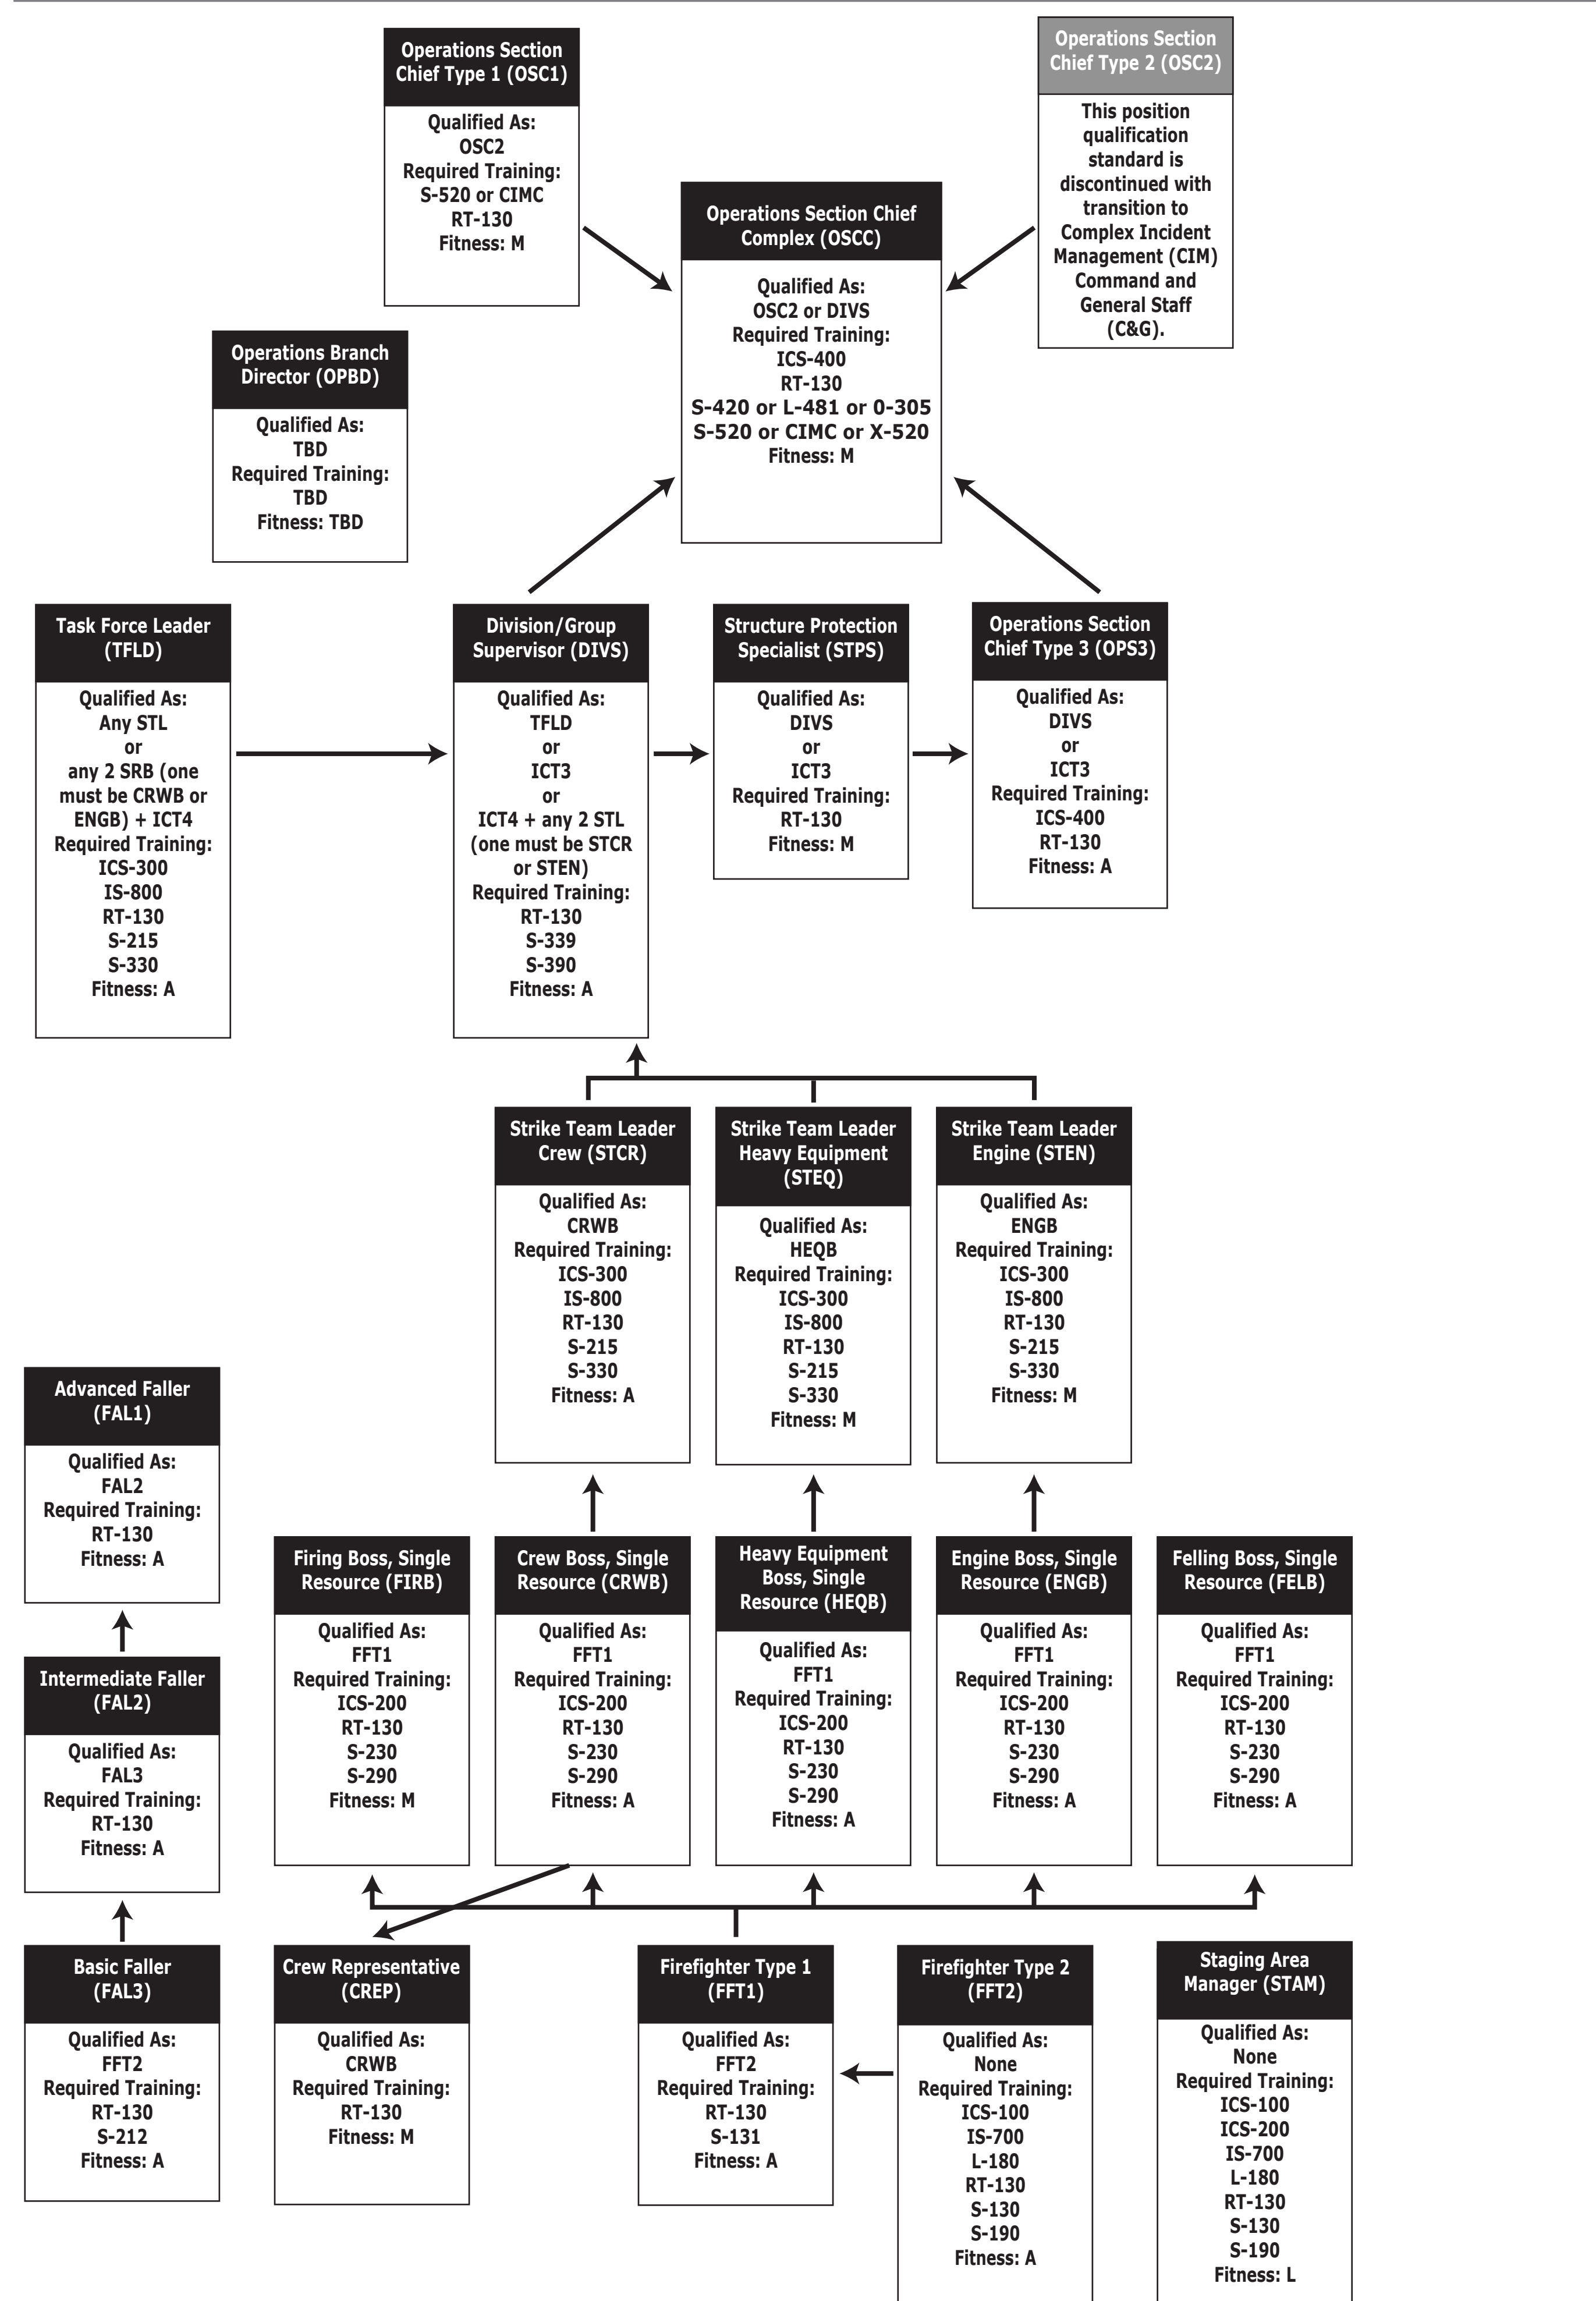 Operations Section
Chief Type 1 (OSC1)
Qualified As:
OSC2
Required Training:
S-520 or CIMC
RT-130
Fitness: M
Operations Section
Chief Type 2 (OSC2)
This position
qualification
standard is
discontinued with
transition to
Complex Incident
Management (CIM)
Command and
General Staff
(C&G).
Operations Section Chief
Complex (OSCC)
Qualified As:
OSC2 or DIVS
Required Training:
ICS-400
RT-130
S-420 or L-481 or 0-305
S-520 or CIMC or X-520
Fitness: M
Operations Branch
Director (OPBD)
Qualified As:
TBD
Required Training:
TBD
Fitness: TBD
Task Force Leader
(TFLD)
Qualified As:
Any STL
or
any 2 SRB (one
must be CRWB or
ENGB) + ICT4
Required Training:
ICS-300
IS-800
RT-130
S-215
S-330
Fitness: A
Division/Group
Supervisor (DIVS)
Qualified As:
TFLD
or
ICT3
or
ICT4 + any 2 STL
(one must be STCR
or STEN)
Required Training:
RT-130
S-339
S-390
Fitness: A
Structure Protection
Specialist (STPS)
Qualified As:
DIVS
or
ICT3
Required Training:
RT-130
Fitness: M
Operations Section
Chief Type 3 (OPS3)
Qualified As:
DIVS
or
ICT3
Required Training:
ICS-400
RT-130
Fitness: A
Strike Team Leader
Crew (STCR)
Qualified As:
CRWB
Required Training:
ICS-300
IS-800
RT-130
S-215
S-330
Fitness: A
Strike Team Leader
Heavy Equipment
(STEQ)
Qualified As:
HEQB
Required Training:
ICS-300
IS-800
RT-130
S-215
S-330
Fitness: M
Strike Team Leader
Engine (STEN)
Qualified As:
ENGB
Required Training:
ICS-300
IS-800
RT-130
S-215
S-330
Fitness: M
Advanced Faller
(FAL1)
Qualified As:
FAL2
Required Training:
RT-130
Fitness: A
Intermediate Faller
(FAL2)
Qualified As:
FAL3
Required Training:
RT-130
Fitness: A
Firing Boss, Single
Resource (FIRB)
Qualified As:
FFT1
Required Training:
ICS-200
RT-130
S-230
S-290
Fitness: M
Crew Boss, Single
Resource (CRWB)
Qualified As:
FFT1
Required Training:
ICS-200
RT-130
S-230
S-290
Fitness: A
Heavy Equipment
Boss, Single
Resource (HEQB)
Qualified As:
FFT1
Required Training:
ICS-200
RT-130
S-230
S-290
Fitness: A
Engine Boss, Single
Resource (ENGB)
Qualified As:
FFT1
Required Training:
ICS-200
RT-130
S-230
S-290
Fitness: A
Felling Boss, Single
Resource (FELB)
Qualified As:
FFT1
Required Training:
ICS-200
RT-130
S-230
S-290
Fitness: A
Basic Faller
(FAL3)
Qualified As:
FFT2
Required Training:
RT-130
S-212
Fitness: A
Crew Representative
(CREP)
Qualified As:
CRWB
Required Training:
RT-130
Fitness: M
Firefighter Type 1
(FFT1)
Qualified As:
FFT2
Required Training:
RT-130
S-131
Fitness: A
Firefighter Type 2
(FFT2)
Qualified As:
None
Required Training:
ICS-100
IS-700
L-180
RT-130
S-130
S-190
Fitness: A
Staging Area
Manager (STAM)
Qualified As:
None
Required Training:
ICS-100
ICS-200
IS-700
L-180
RT-130
S-130
S-190
Fitness: L